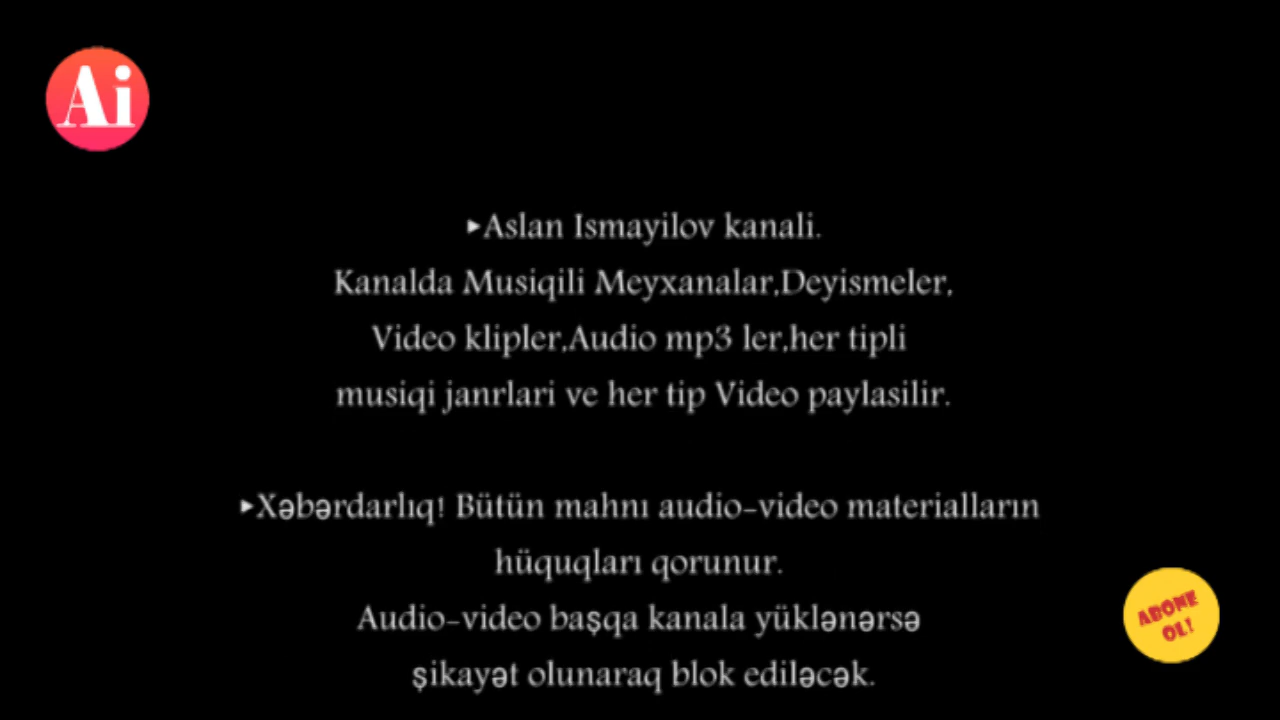 Ai
▸Aslan Ismayilov kanali.
Kanalda Musiqili Meyxanalar,Deyismeler,
Video klipler,Audio mp3 ler,her tipli
musiqi janrlari ve her tip Video paylasilir.
▸Xəbərdarlıq! Bütün mahnı audio-video materialların
hüquqları qorunur.
Audio-video başqa kanala yüklənərsə
şikayət olunaraq blok ediləcək.
ABONE
OL!